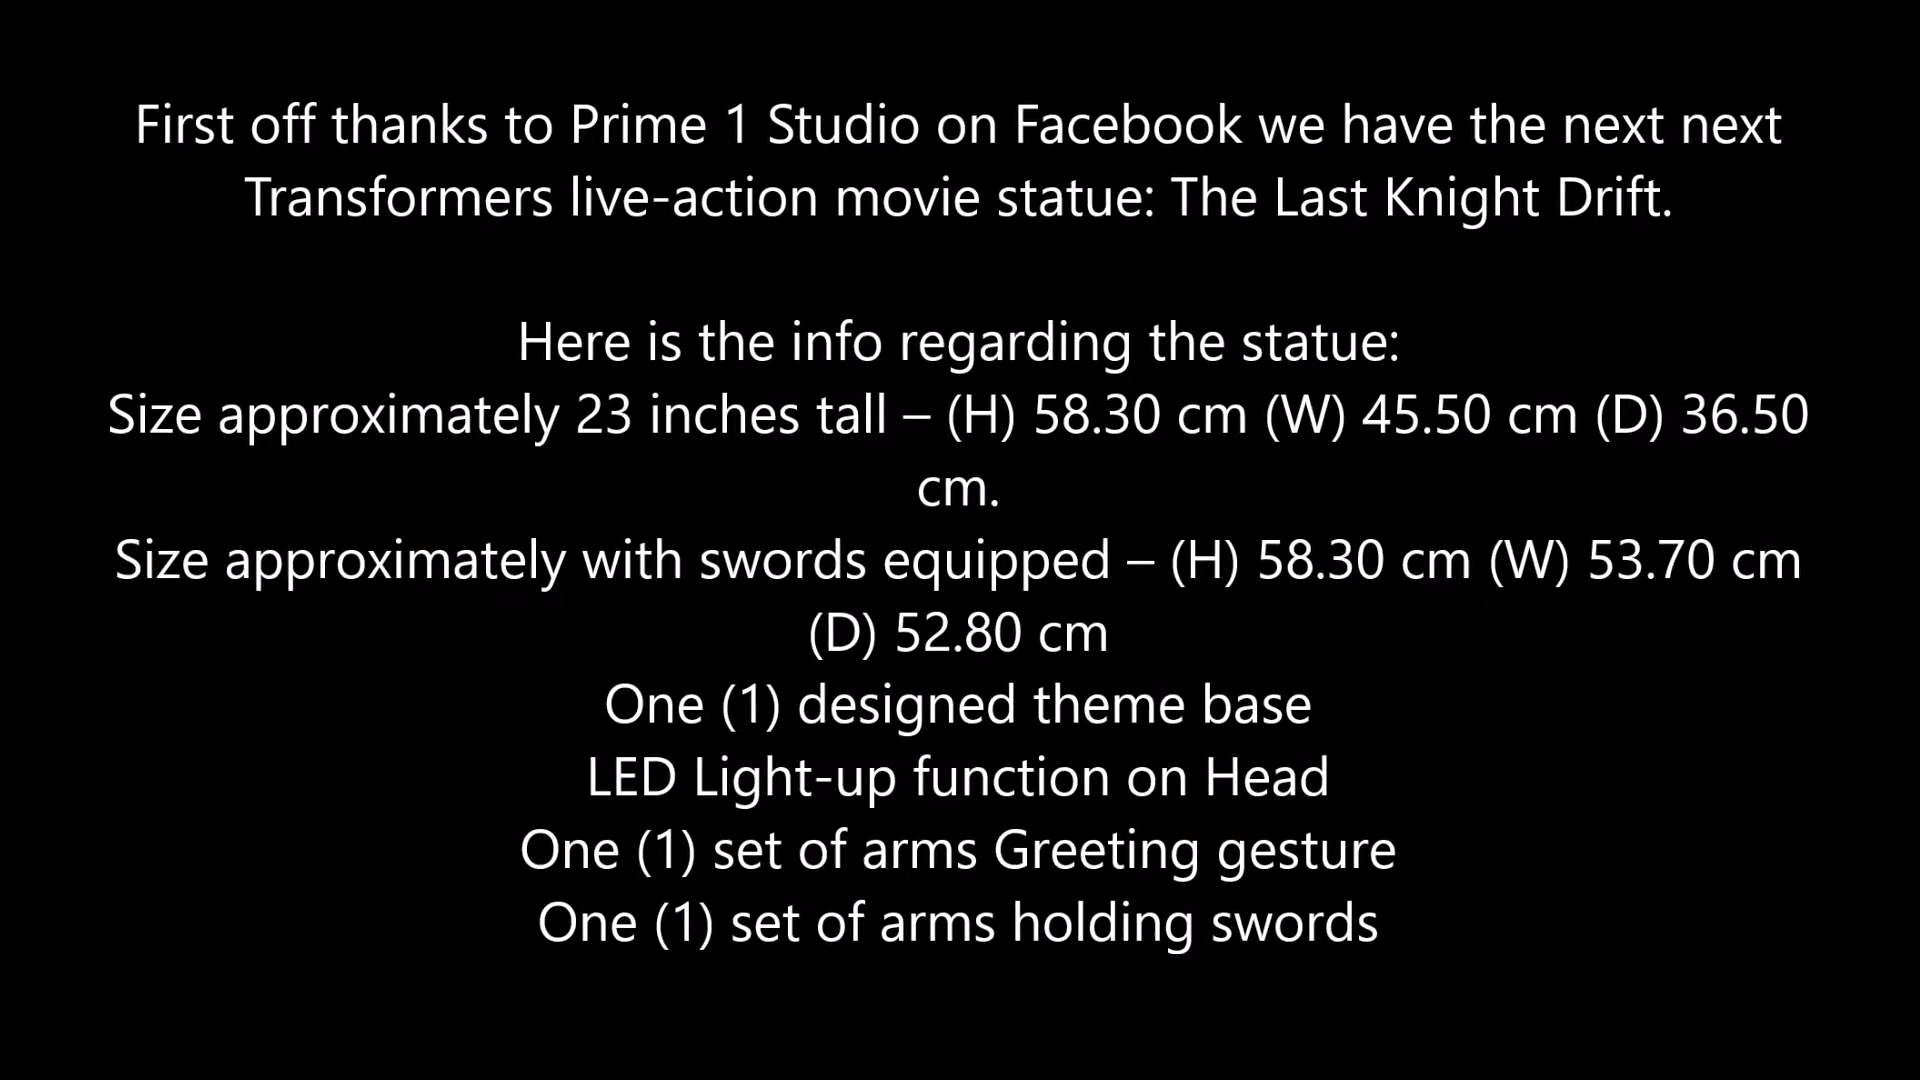 First off thanks to Prime 1 Studio on Facebook we have the next next
Transformers live-action movie statue: The Last Knight Drift.
Here is the info regarding the statue:
Size approximately 23 inches tall – (H) 58.30 cm (W) 45.50 cm (D) 36.50
cm.
Size approximately with swords equipped – (H) 58.30 cm (W) 53.70 cm
(D) 52.80 cm
One (1) designed theme base
LED Light-up function on Head
One (1) set of arms Greeting gesture
One (1) set of arms holding swords